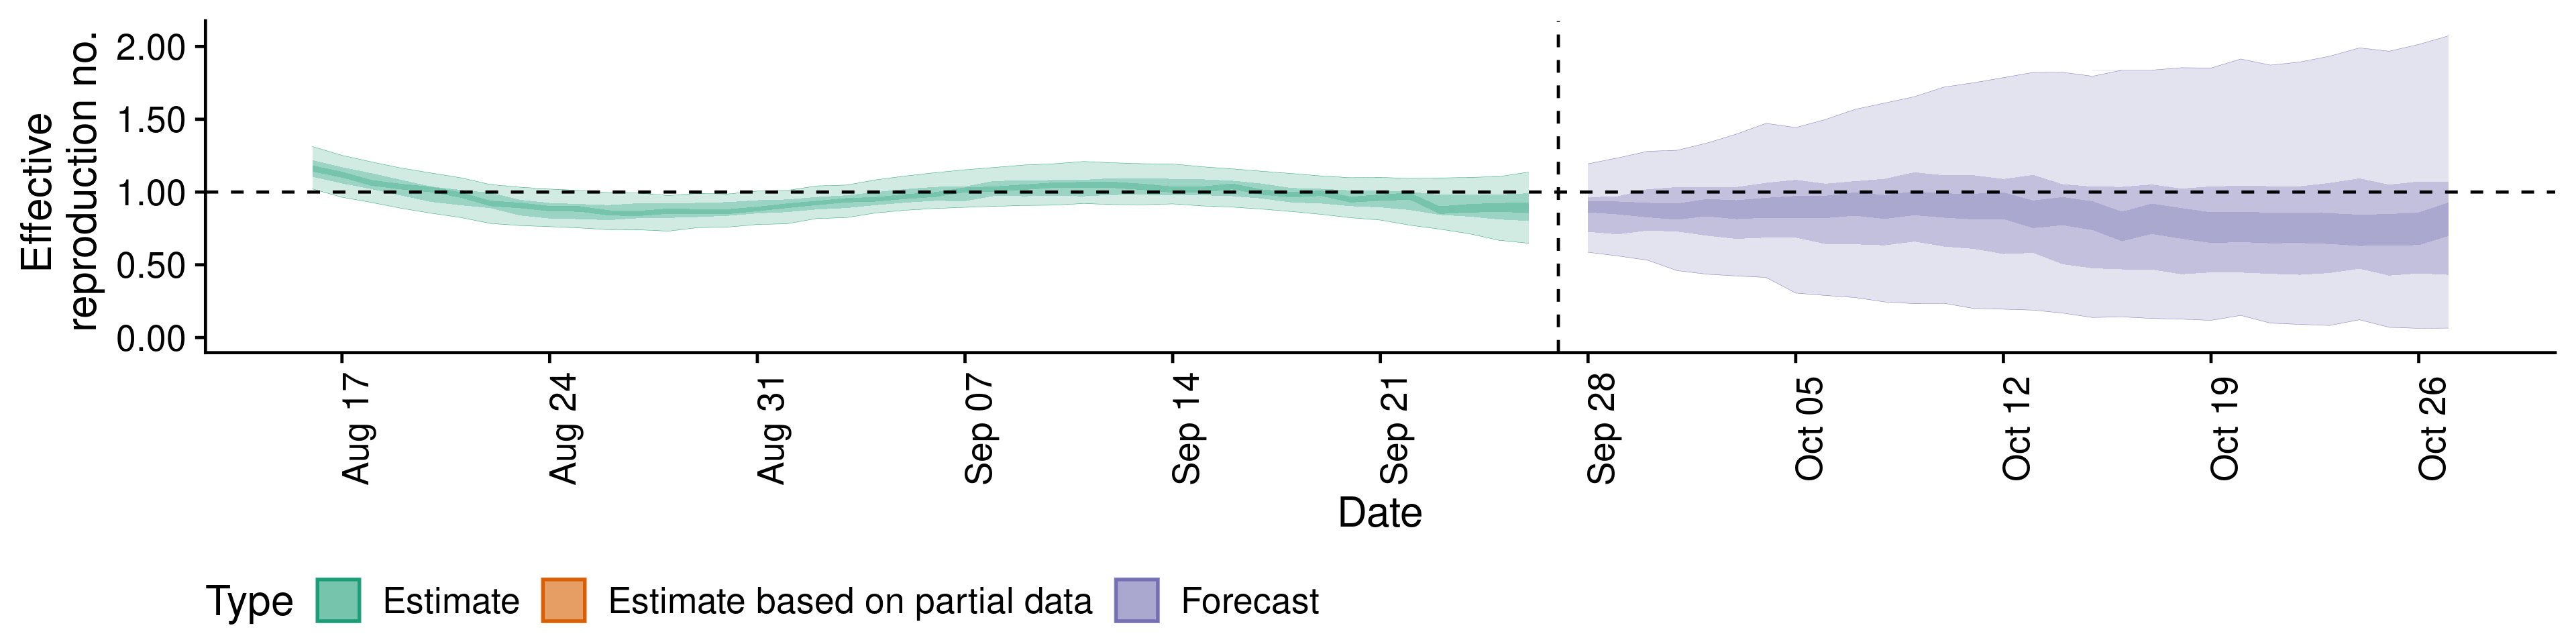 Effective
reproduction no.
2.00
1.50
1.00
0.50
0.00
Aug 17
Aug 24
Aug 31
Sep 07
Sep 14
Sep 21
Sep 28
Oct 05
Oct 12
Oct 19
Oct 26
Date
Type Estimate Estimate based on partial data Forecast